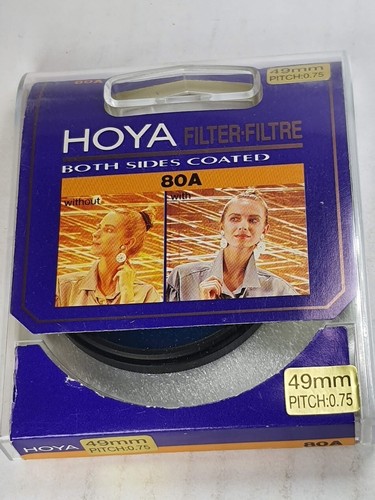 80A
49mm
PITCH:0.75
HOYA FILTER·FILTRE
BOTH SIDES COATED
80A
without
with
49mm
PITCH:0.75
HOYA 49mm
PITCH:0.75
80A